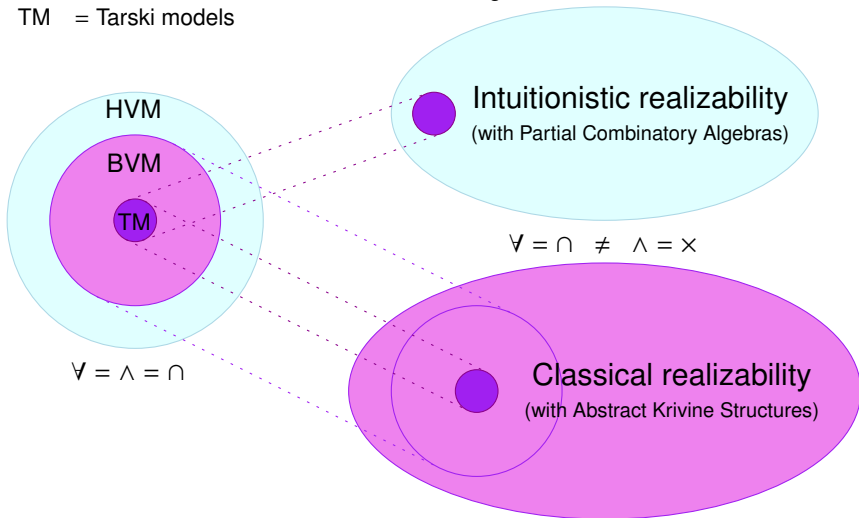 TM = Tarski models
HVM
BVM
TM
∀ = ∧ = ∩
Intuitionistic realizability
(with Partial Combinatory Algebras)
∀ = ∩ ≠ ∧ = ×
Classical realizability
(with Abstract Krivine Structures)